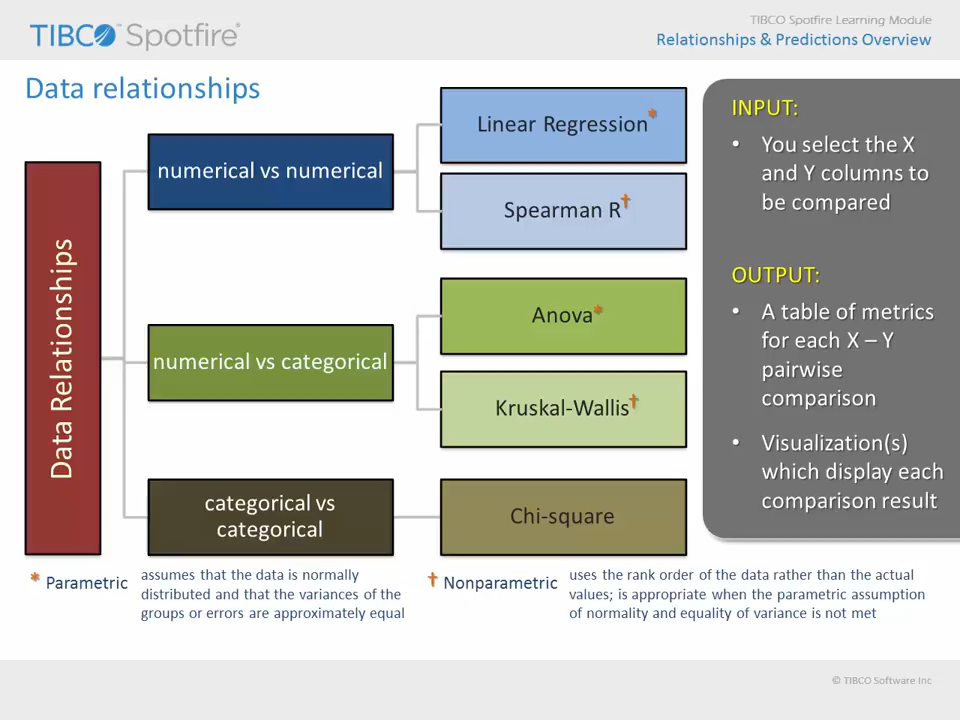 TIBCO™ Spotfire®
TIBCO Spotfire Learning Module
Relationships & Predictions Overview
Data relationships
Data Relationships
numerical vs numerical
Linear Regression*
Spearman R†
numerical vs categorical
Anova*
Kruskal-Wallis†
categorical vs
categorical
Chi-square
INPUT:
• You select the X
and Y columns to
be compared
OUTPUT:
• A table of metrics
for each X – Y
pairwise
comparison
• Visualization(s)
which display each
comparison result
* Parametric
assumes that the data is normally
distributed and that the variances of the
groups or errors are approximately equal
† Nonparametric
uses the rank order of the data rather than the actual
values; is appropriate when the parametric assumption
of normality and equality of variance is not met
© TIBCO Software Inc